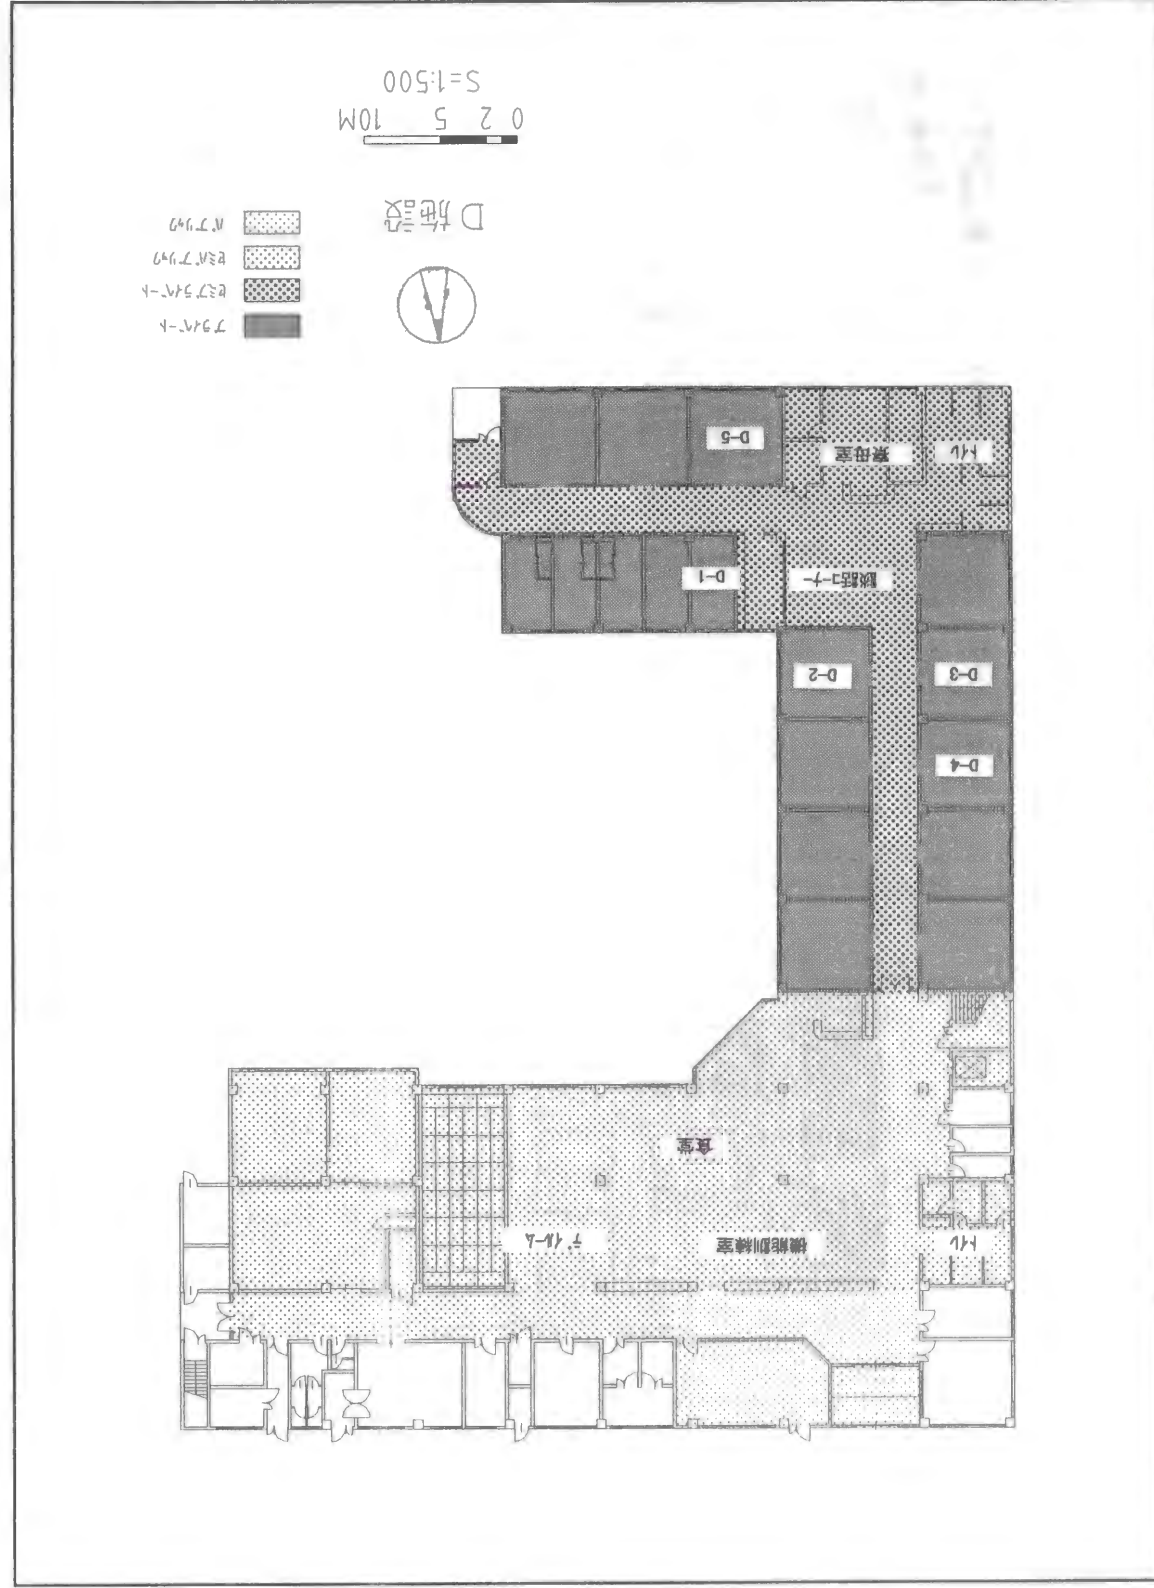 トイレ
機能訓練室
デイルーム
食堂
D-4
D-3
D-2
談話コーナー
D-1
トイレ
寮母室
D-5
プライベート
セミプライベート
セミパブリック
パブリック
D施設
0 2 5 10M
S=1:500